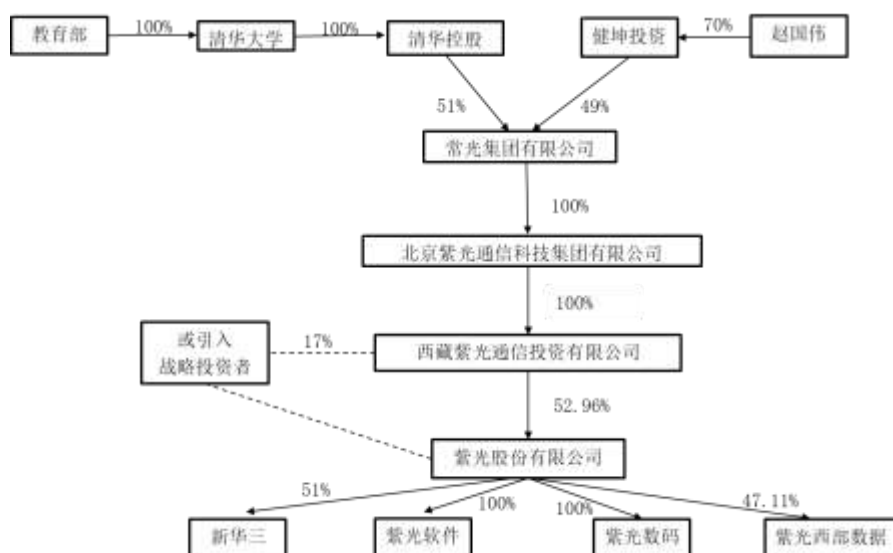 教育部
100%
清华大学
100%
清华控股
健坤投资
70%
赵国伟
51%
49%
常光集团有限公司
100%
北京紫光通信科技集团有限公司
100%
或引入
战略投资者
17%
西藏紫光通信投资有限公司
52.96%
紫光股份有限公司
51%
100%
100%
47.11%
新华三
紫光软件
紫光数码
紫光西部数据